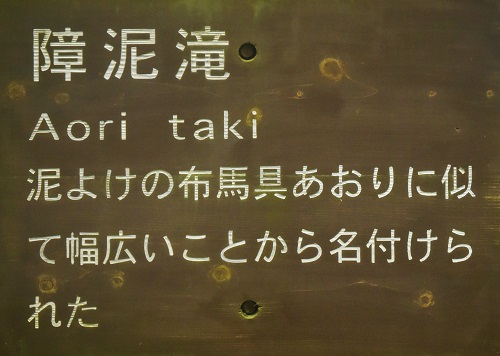 障泥滝
Aori taki
泥よけの布馬具あおりに似
て幅広いことから名付けら
れた